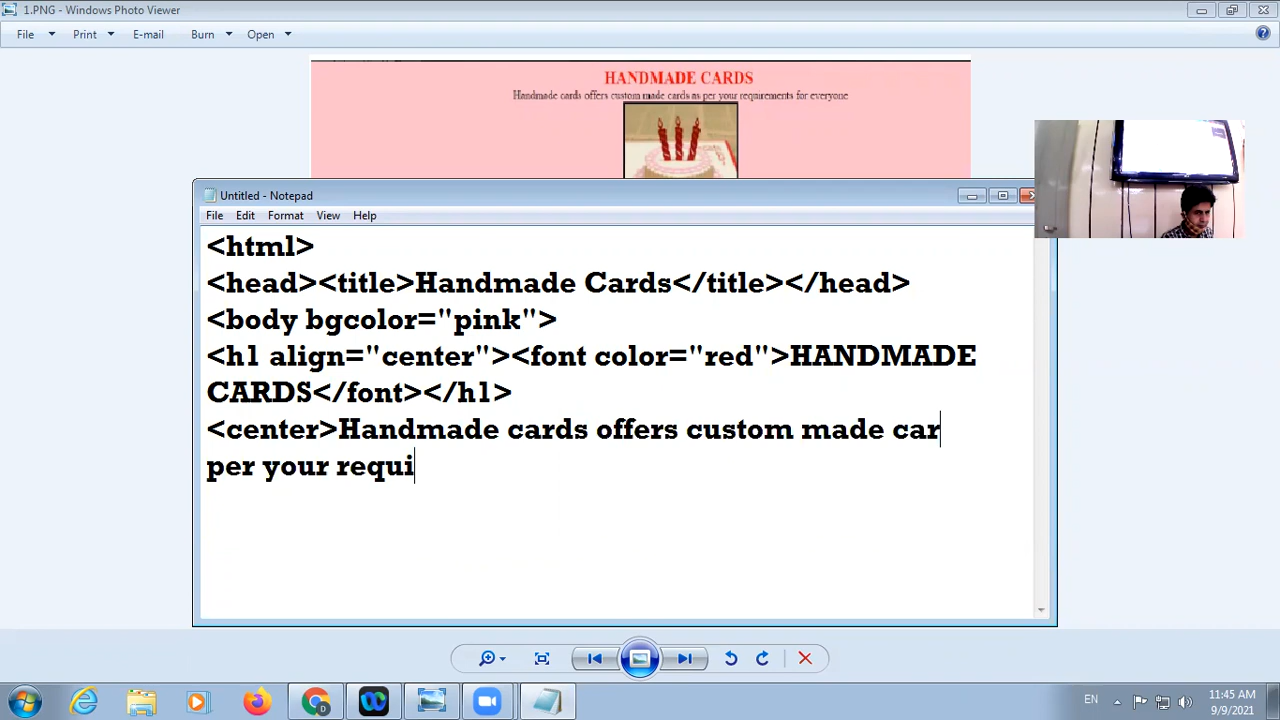 1.PNG - Windows Photo Viewer
File Print E-mail Burn Open
HANDMADE CARDS
Handmade cards offers custom made cards as per your requirements for everyone
Untitled - Notepad
File Edit Format View Help
<html>
<head><title>Handmade Cards</title></head>
<body bgcolor="pink">
<h1 align="center"><font color="red">HANDMADE
CARDS</font></h1>
<center>Handmade cards offers custom made car
per your requi
EN
11:45 AM
9/9/2021